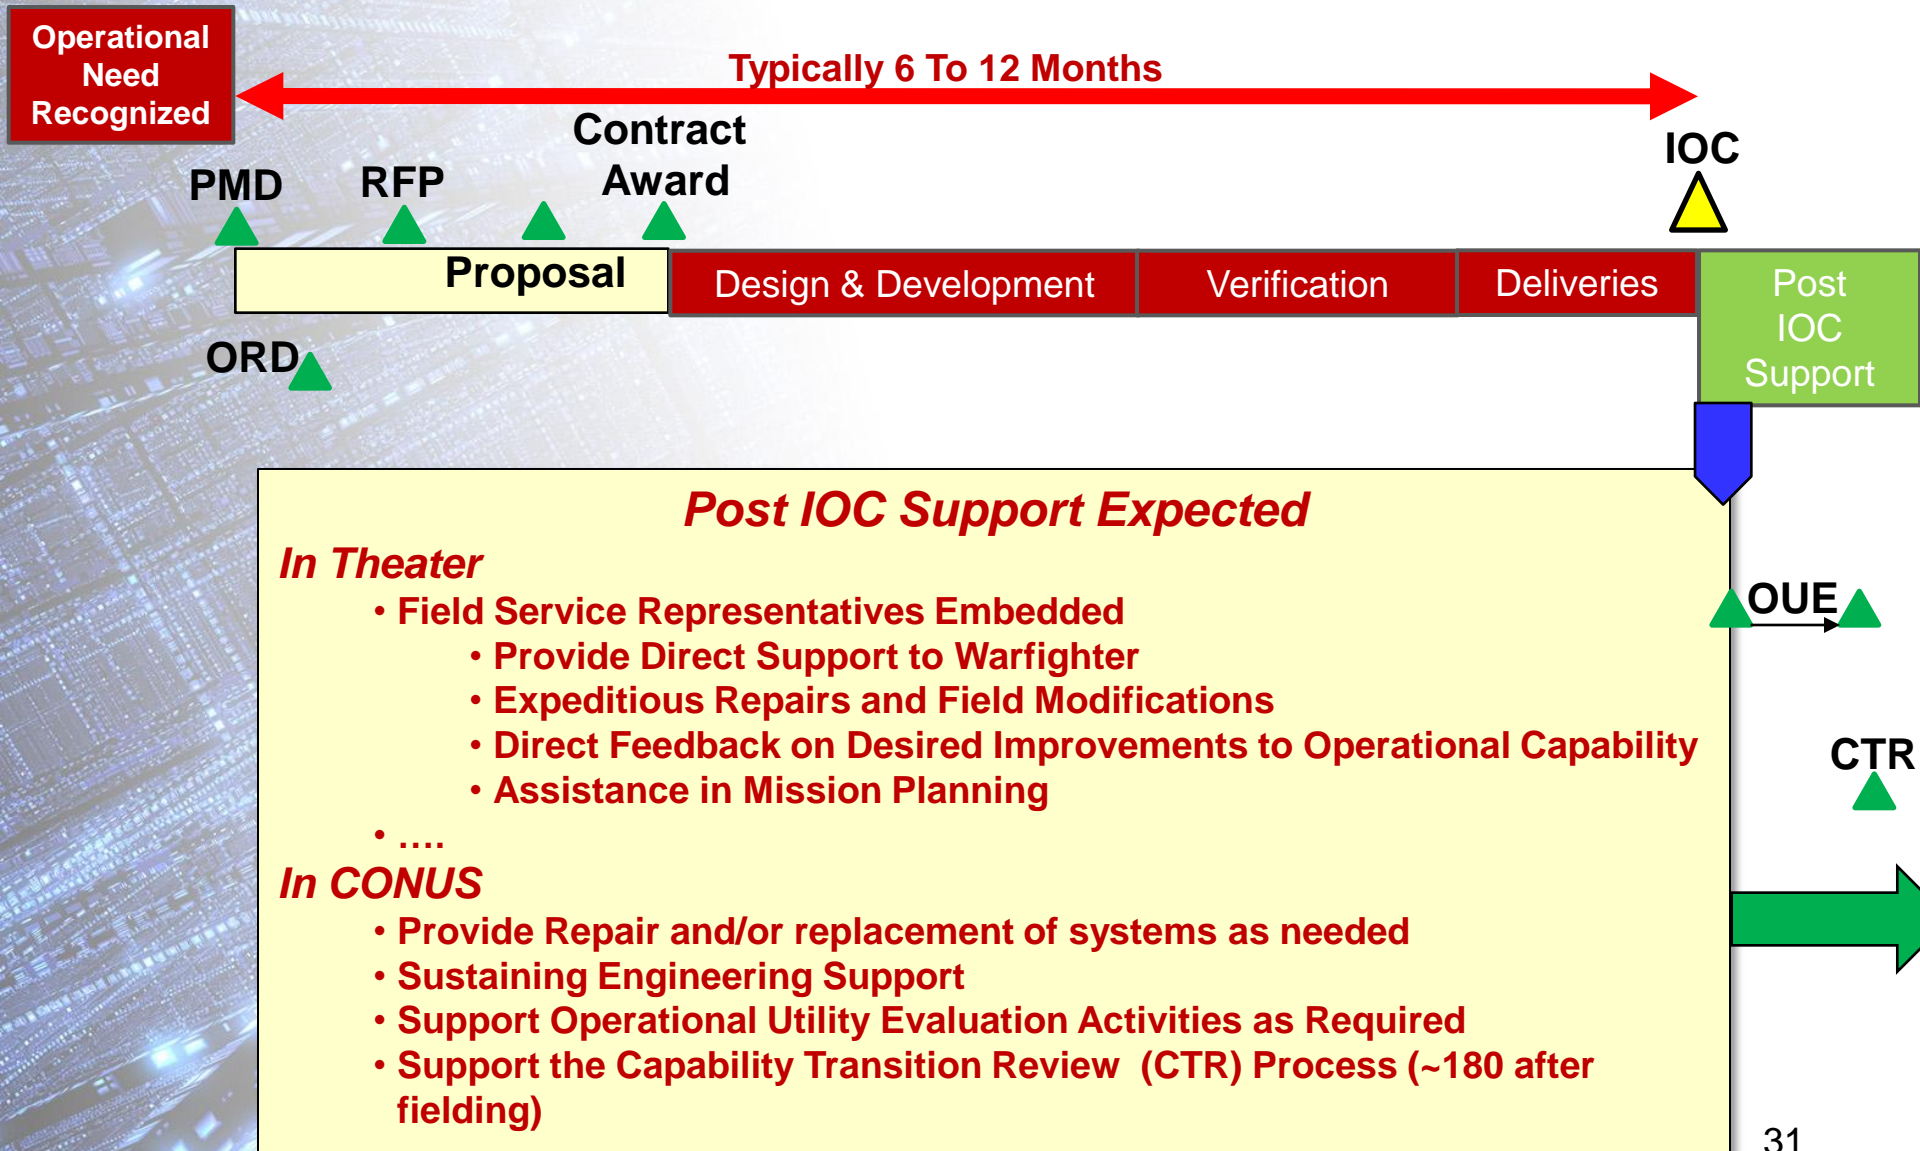 Operational
Need
Recognized
Typically 6 To 12 Months
Contract
Award
IOC
PMD
RFP
Proposal
Design & Development
Verification
Deliveries
Post
IOC
Support
ORD
Post IOC Support Expected
In Theater
• Field Service Representatives Embedded
• Provide Direct Support to Warfighter
• Expeditious Repairs and Field Modifications
• Direct Feedback on Desired Improvements to Operational Capability
• Assistance in Mission Planning
• ....
OUE
CTR
In CONUS
• Provide Repair and/or replacement of systems as needed
• Sustaining Engineering Support
• Support Operational Utility Evaluation Activities as Required
• Support the Capability Transition Review  (CTR) Process (~180 after
fielding)
31